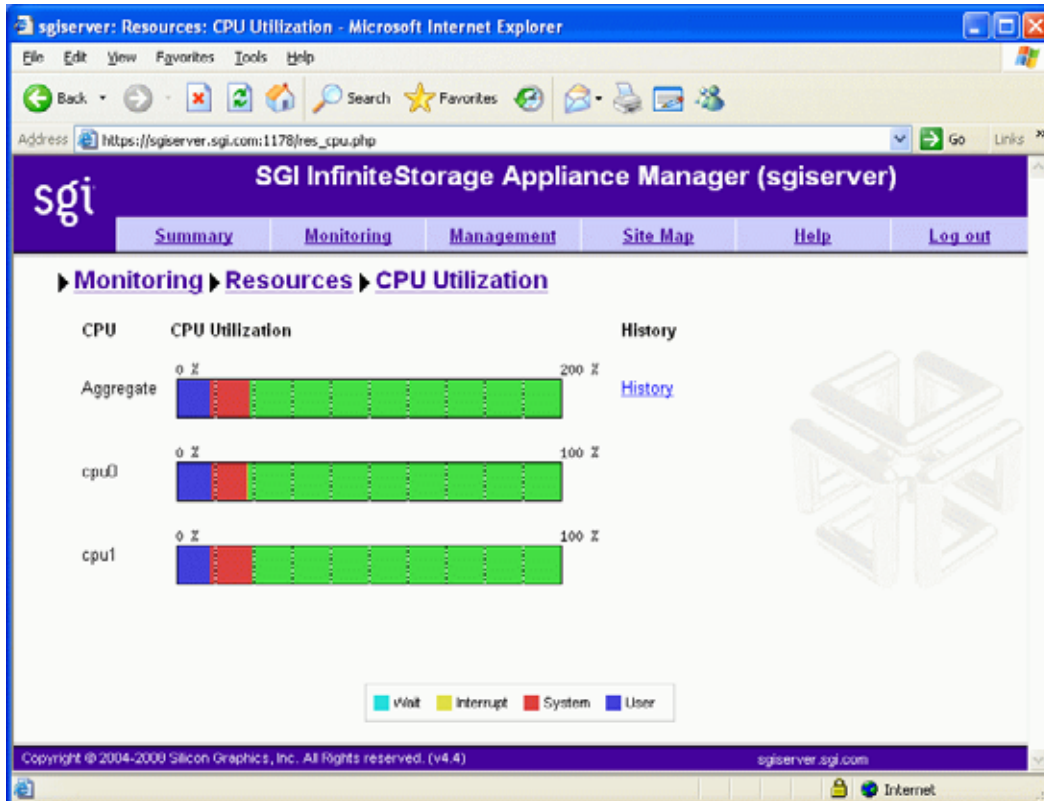 sgiserver: Resources: CPU Utilization - Microsoft Internet Explorer
File Edit View Favorites Tools Help
Back Search Favorites
Address https://sgiserver.sgi.com:1178/res_cpu.php Go Links »
sgi
SGI InfiniteStorage Appliance Manager (sgiserver)
Summary Monitoring Management Site Map Help Log out
Monitoring Resources CPU Utilization
CPU CPU Utilization History
0 % 200 %
Aggregate History
0 % 100 %
cpu0
0 % 100 %
cpu1
Wait Interrupt System User
Copyright © 2004-2008 Silicon Graphics, Inc. All Rights reserved. (v4.4) sgiserver.sgi.com
Internet